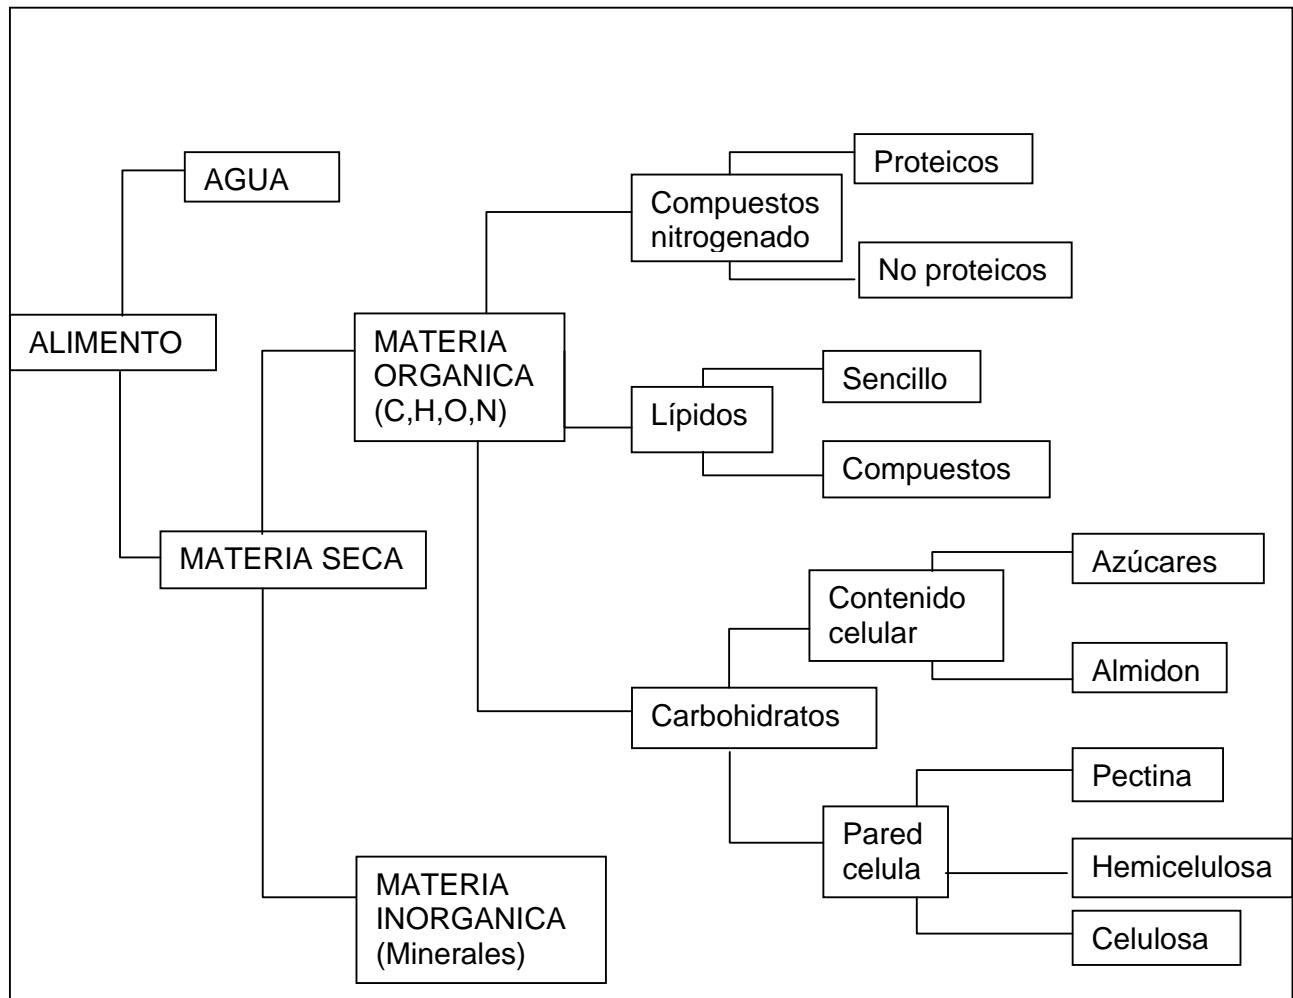 AGUA
ALIMENTO
MATERIA SECA
MATERIA
ORGANICA
(C,H,O,N)
MATERIA
INORGANICA
(Minerales)
Compuestos
nitrogenado
Proteicos
No proteicos
Lípidos
Sencillo
Compuestos
Carbohidratos
Contenido
celular
Azúcares
Almidon
Pared
celula
Pectina
Hemicelulosa
Celulosa